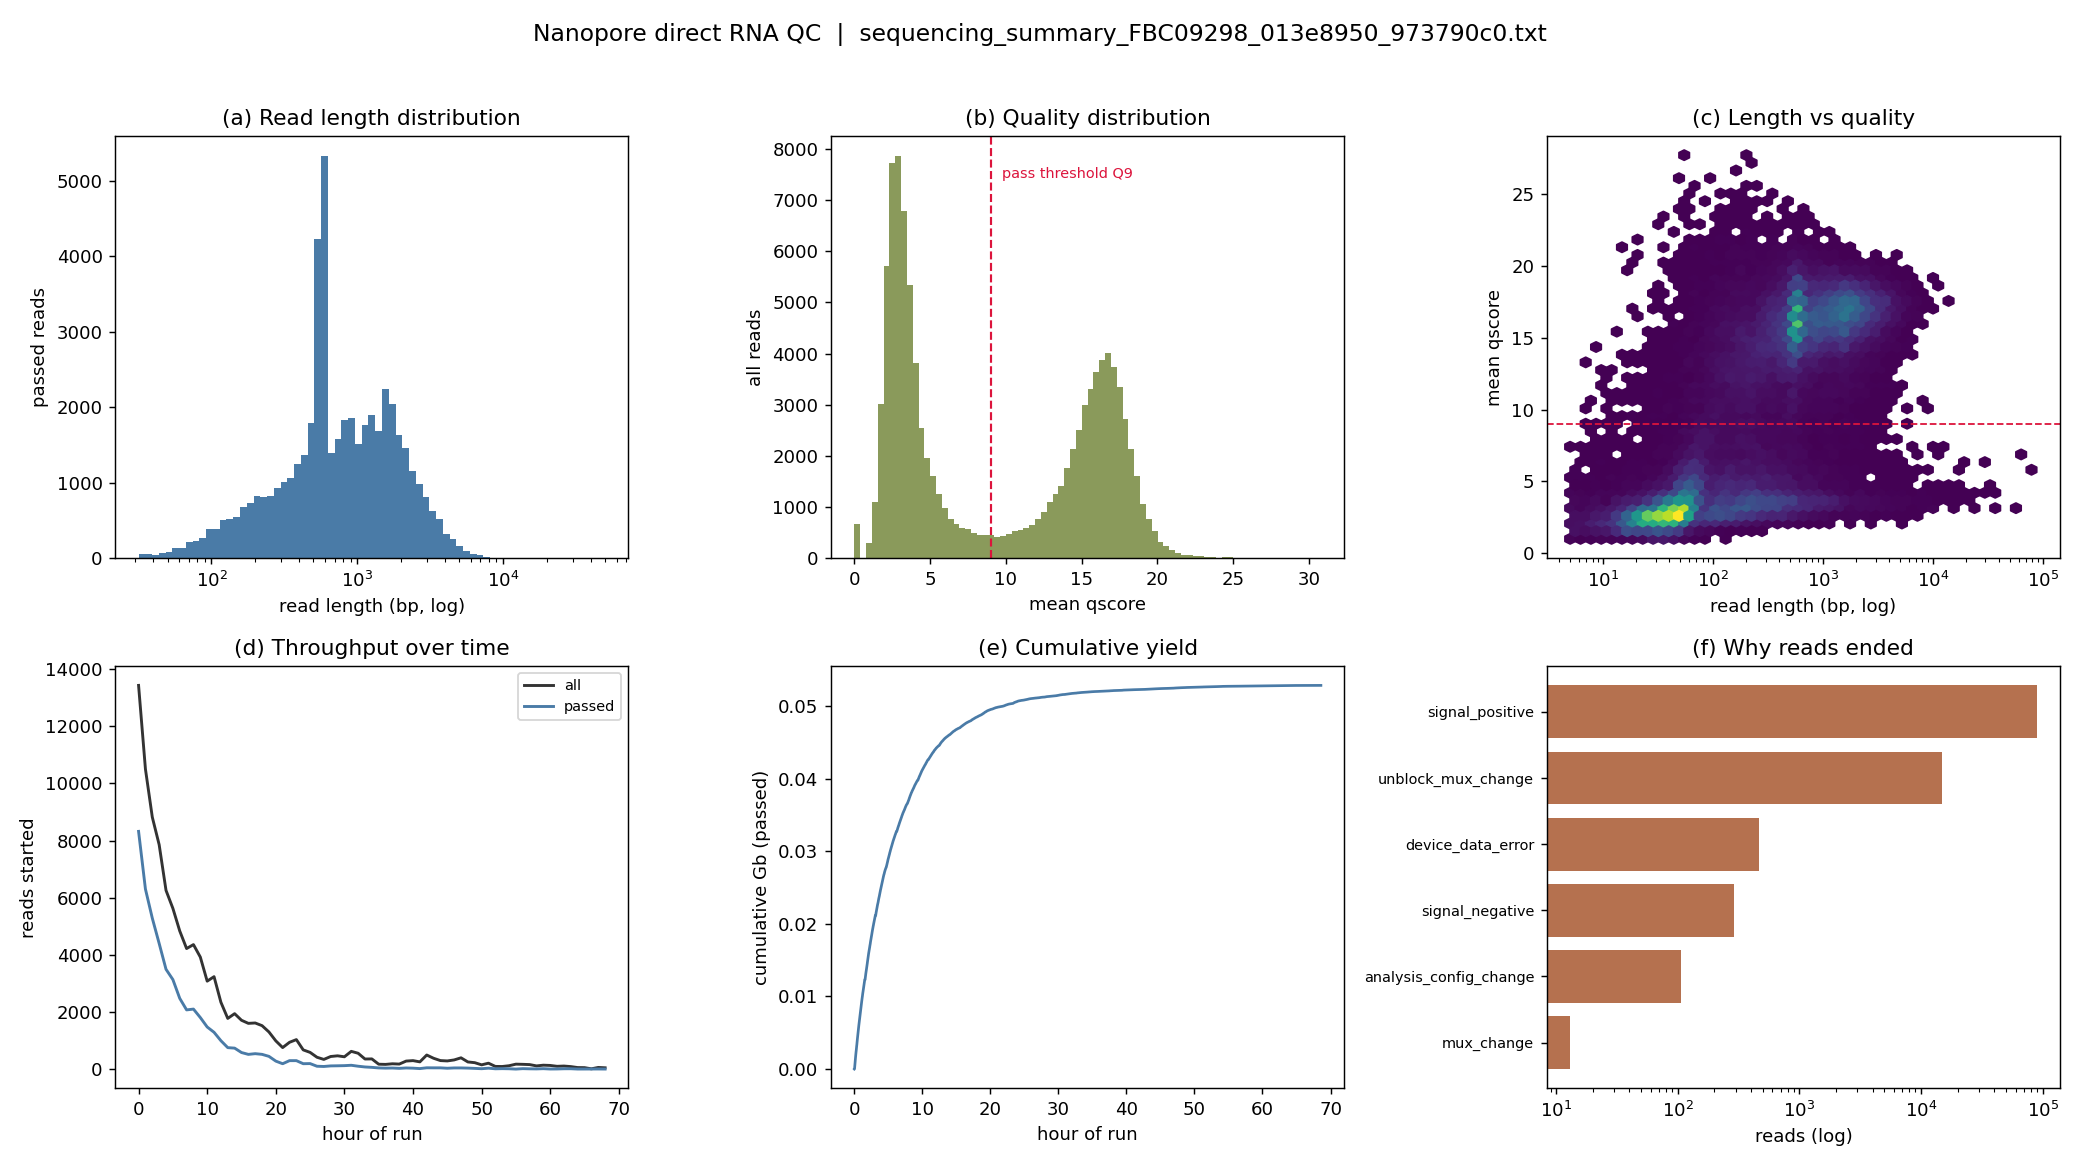 Nanopore direct RNA QC | sequencing_summary_FBC09298_013e8950_973790c0.txt
(a) Read length distribution
passed reads
5000
4000
3000
2000
1000
0
10²
10³
10⁴
read length (bp, log)
(b) Quality distribution
all reads
8000
7000
6000
5000
4000
3000
2000
1000
0
pass threshold Q9
0 5 10 15 20 25 30
mean qscore
(c) Length vs quality
mean qscore
25
20
15
10
5
0
10¹ 10² 10³ 10⁴ 10⁵
read length (bp, log)
(d) Throughput over time
reads started
14000
12000
10000
8000
6000
4000
2000
0
all
passed
0 10 20 30 40 50 60 70
hour of run
(e) Cumulative yield
cumulative Gb (passed)
0.05
0.04
0.03
0.02
0.01
0.00
0 10 20 30 40 50 60 70
hour of run
(f) Why reads ended
signal_positive
unblock_mux_change
device_data_error
signal_negative
analysis_config_change
mux_change
10¹ 10² 10³ 10⁴ 10⁵
reads (log)